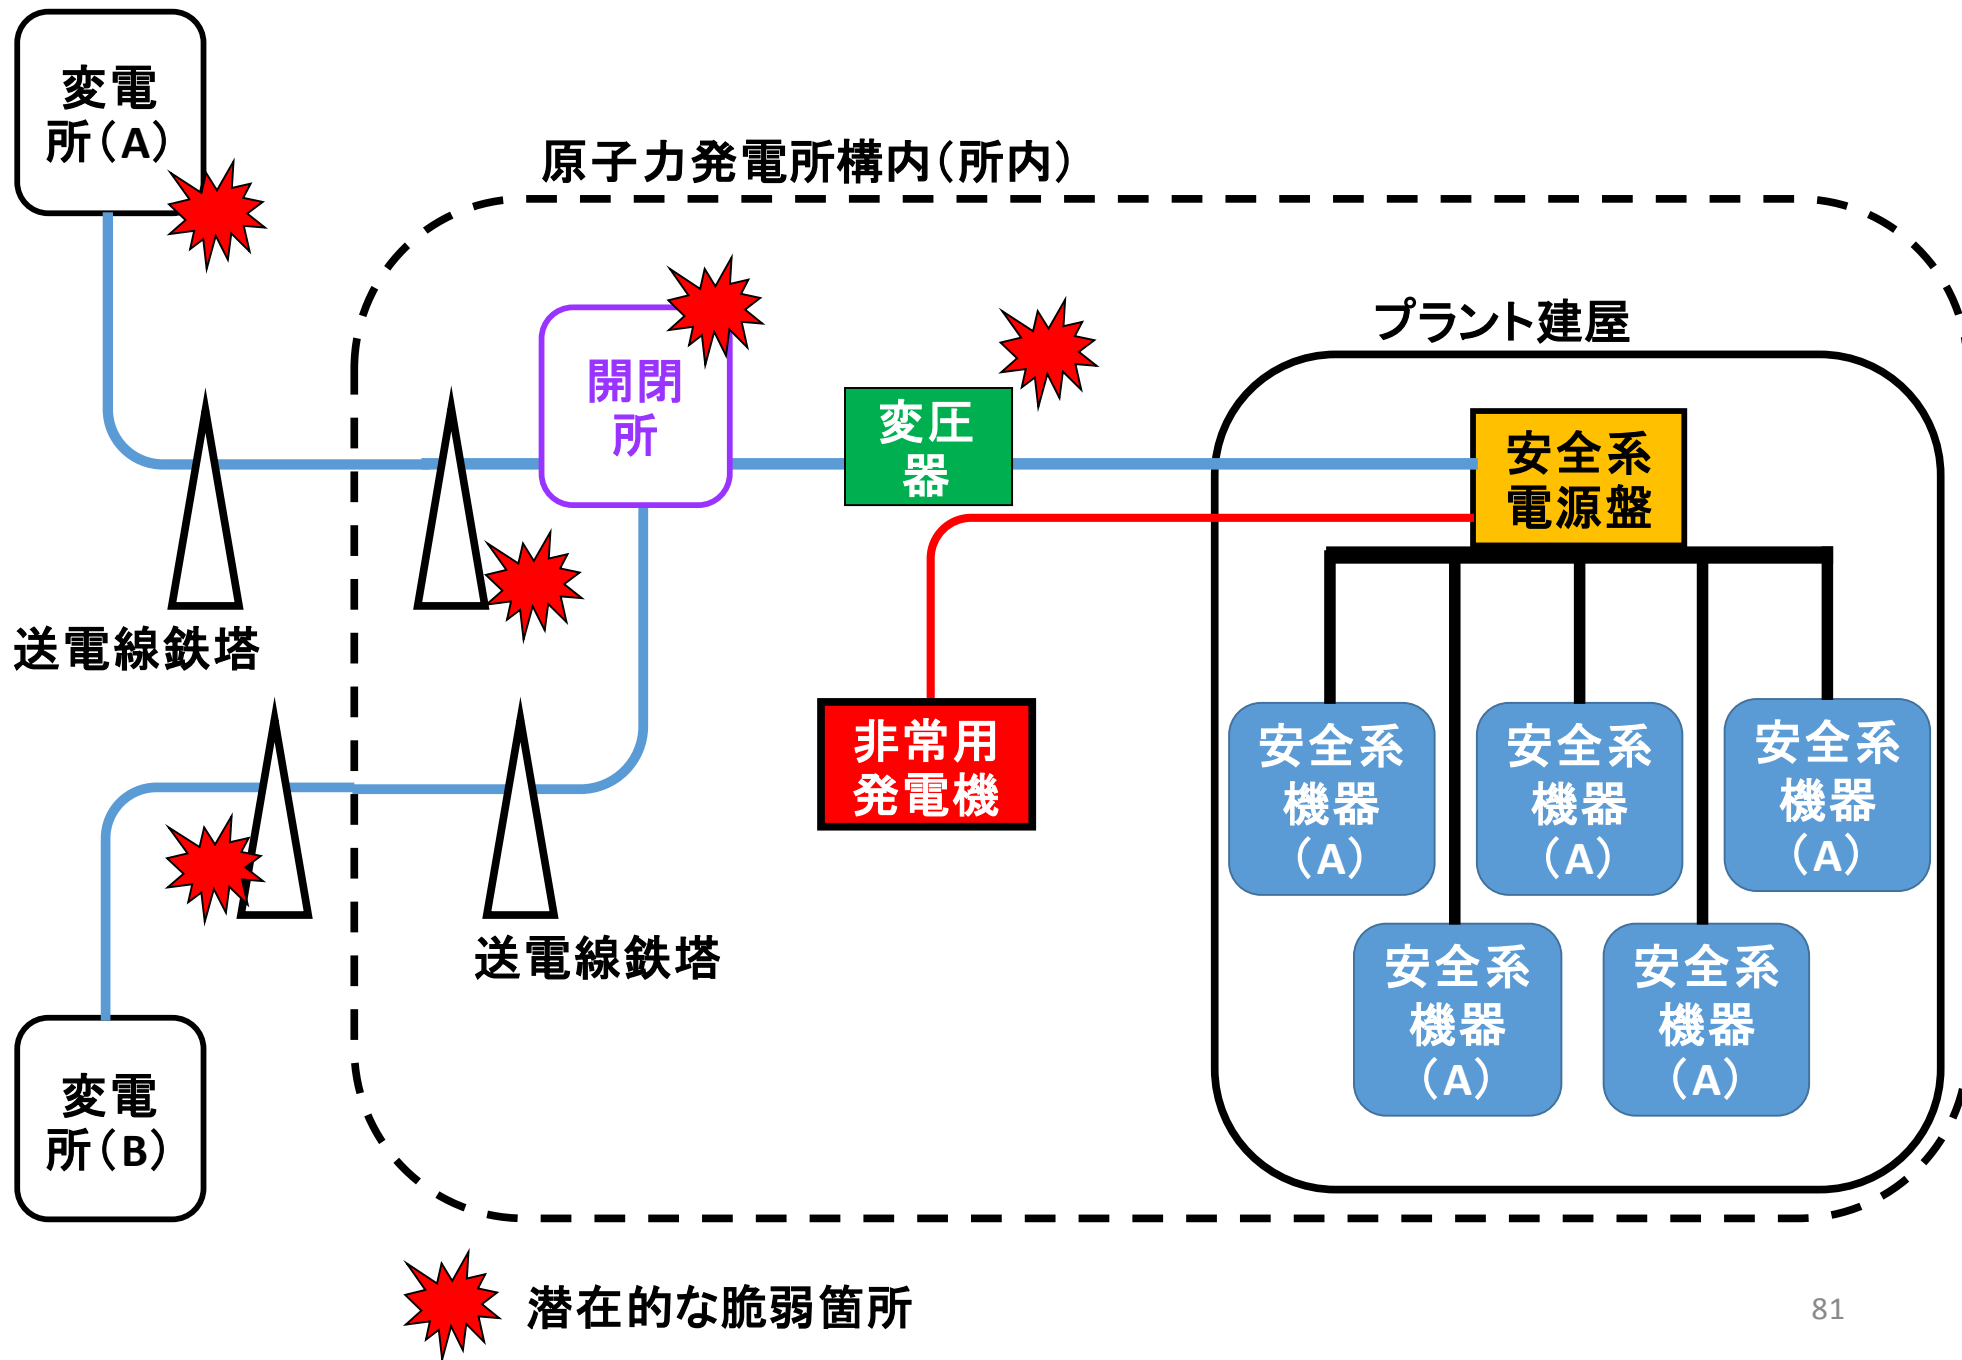 変電
所（A）
原子力発電所構内（所内）
プラント建屋
開閉
所
変圧
器
安全系
電源盤
送電線鉄塔
非常用
発電機
安全系
機器
（A）
安全系
機器
（A）
安全系
機器
（A）
送電線鉄塔
安全系
機器
（A）
安全系
機器
（A）
変電
所（B）
潜在的な脆弱箇所
81